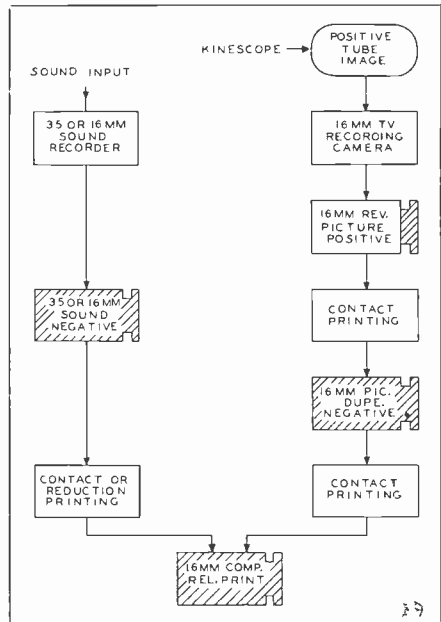 SOUND INPUT
35 OR 16MM
SOUND
RECORDER
35 OR 16MM
SOUND
NEGATIVE
CONTACT OR
REDUCTION
PRINTING
KINESCOPE
POSITIVE
TUBE
IMAGE
16MM TV
RECORDING
CAMERA
16MM REV.
PICTURE
POSITIVE
CONTACT
PRINTING
16MM PIC.
DUPE.
NEGATIVE
CONTACT
PRINTING
16MM COMP.
REL. PRINT